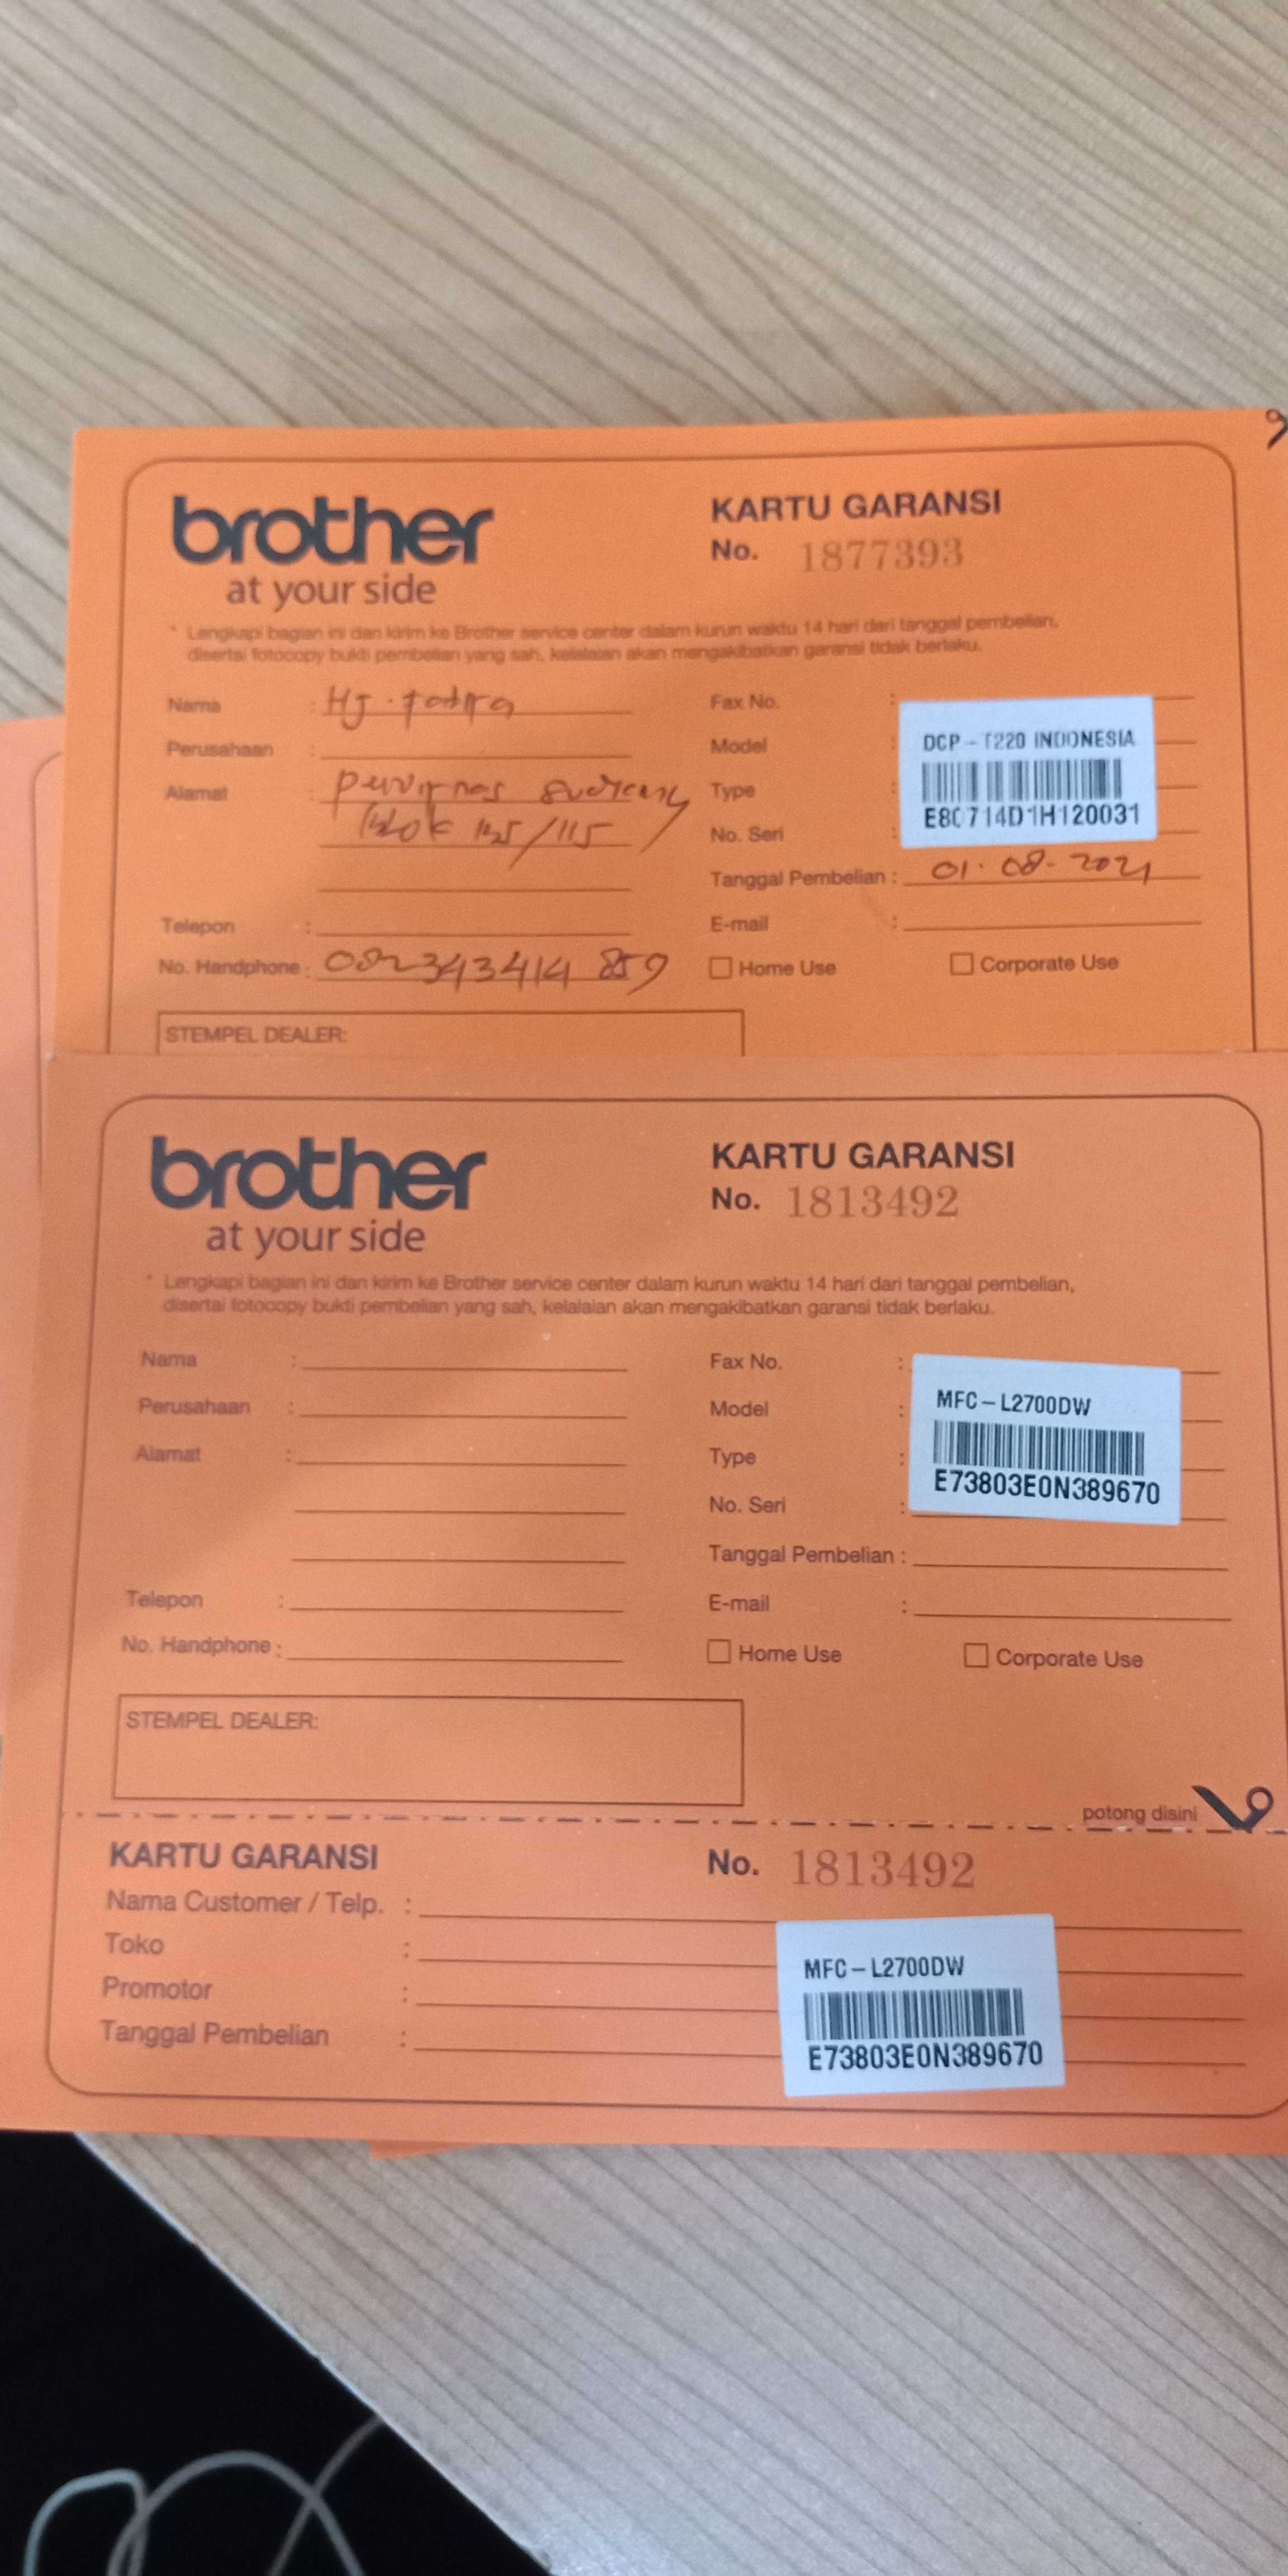 brother
at your side
KARTU GARANSI
No. 1877393
* Lengkapi bagian ini dan kirim ke Brother service center dalam kurun waktu 14 hari dari tanggal pembelian,
disertai fotocopy bukti pembelian yang sah, kelalaian akan mengakibatkan garansi tidak berlaku.
Nama : HJ.
Perusahaan :
Alamat :
Blok 125/115
Telepon :
No. Handphone : 082343414 859
Fax No. :
Model : DCP - T220 INDONESIA
Type :
No. Seri : E80714D1H120031
Tanggal Pembelian : 01-08-2021
E-mail :
Home Use
Corporate Use
STEMPEL DEALER:
brother
at your side
KARTU GARANSI
No. 1813492
* Lengkapi bagian ini dan kirim ke Brother service center dalam kurun waktu 14 hari dari tanggal pembelian,
disertai fotocopy bukti pembelian yang sah, kelalaian akan mengakibatkan garansi tidak berlaku.
Nama :
Perusahaan :
Alamat :
Telepon :
No. Handphone :
Fax No. :
Model : MFC-L2700DW
Type :
No. Seri : E73803E0N389670
Tanggal Pembelian :
E-mail :
Home Use
Corporate Use
STEMPEL DEALER:
potong disini
KARTU GARANSI
No. 1813492
Nama Customer / Telp. :
Toko :
Promotor :
Tanggal Pembelian :
MFC-L2700DW
E73803E0N389670